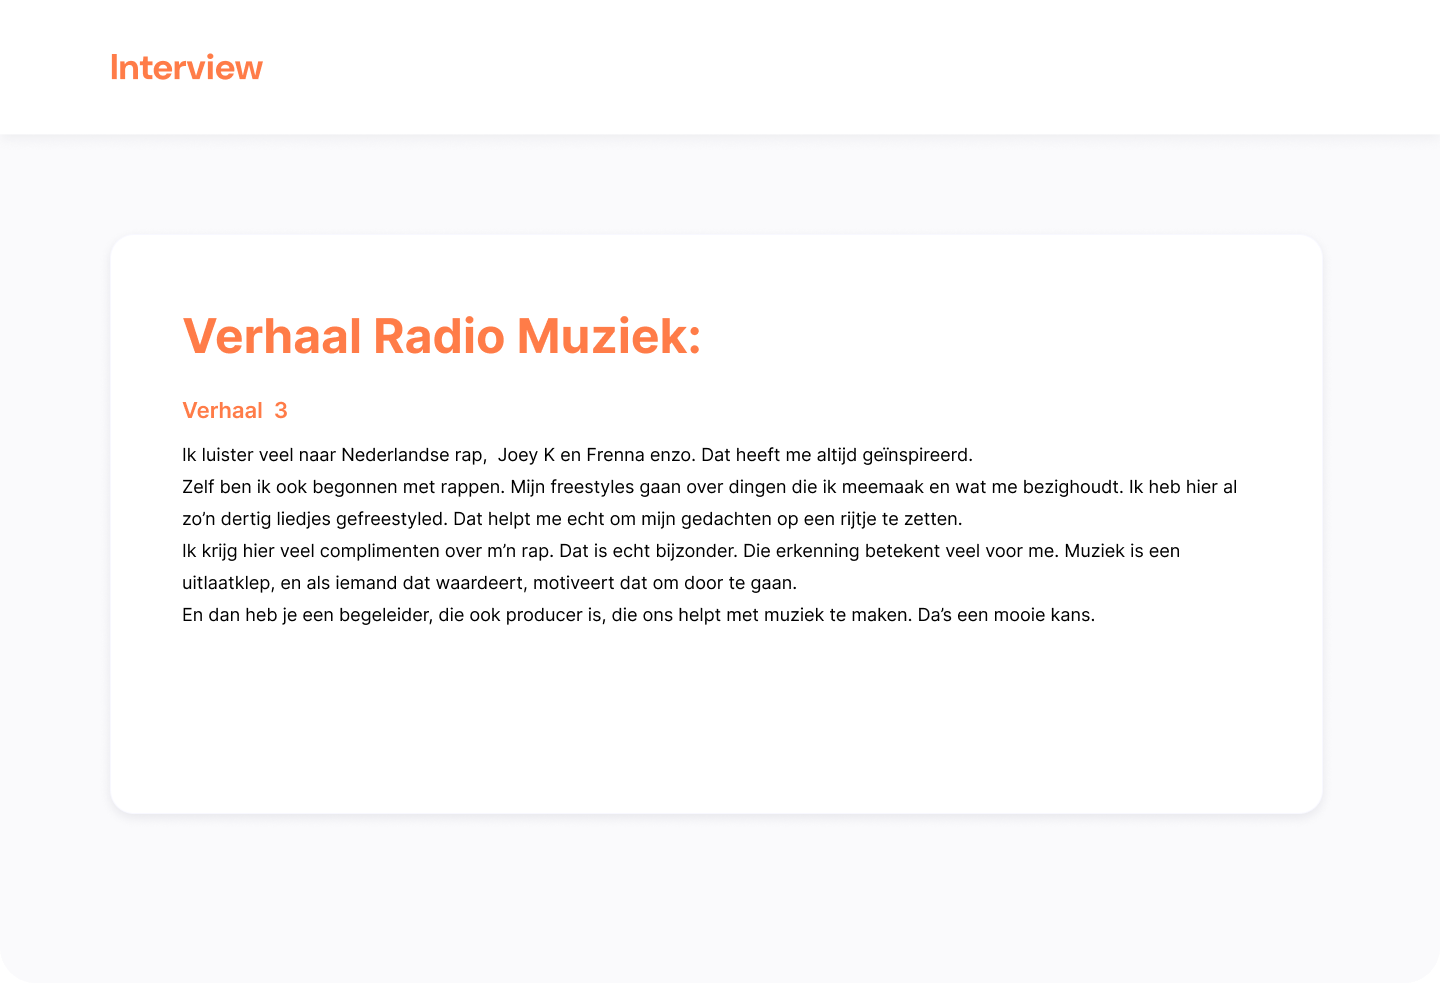 Interview
Verhaal Radio Muziek:
Verhaal  3
Ik luister veel naar Nederlandse rap,  Joey K en Frenna enzo. Dat heeft me altijd geïnspireerd.
Zelf ben ik ook begonnen met rappen. Mijn freestyles gaan over dingen die ik meemaak en wat me bezighoudt. Ik heb hier al
zo’n dertig liedjes gefreestyled. Dat helpt me echt om mijn gedachten op een rijtje te zetten.
Ik krijg hier veel complimenten over m’n rap. Dat is echt bijzonder. Die erkenning betekent veel voor me. Muziek is een
uitlaatklep, en als iemand dat waardeert, motiveert dat om door te gaan.
En dan heb je een begeleider, die ook producer is, die ons helpt met muziek te maken. Da’s een mooie kans.